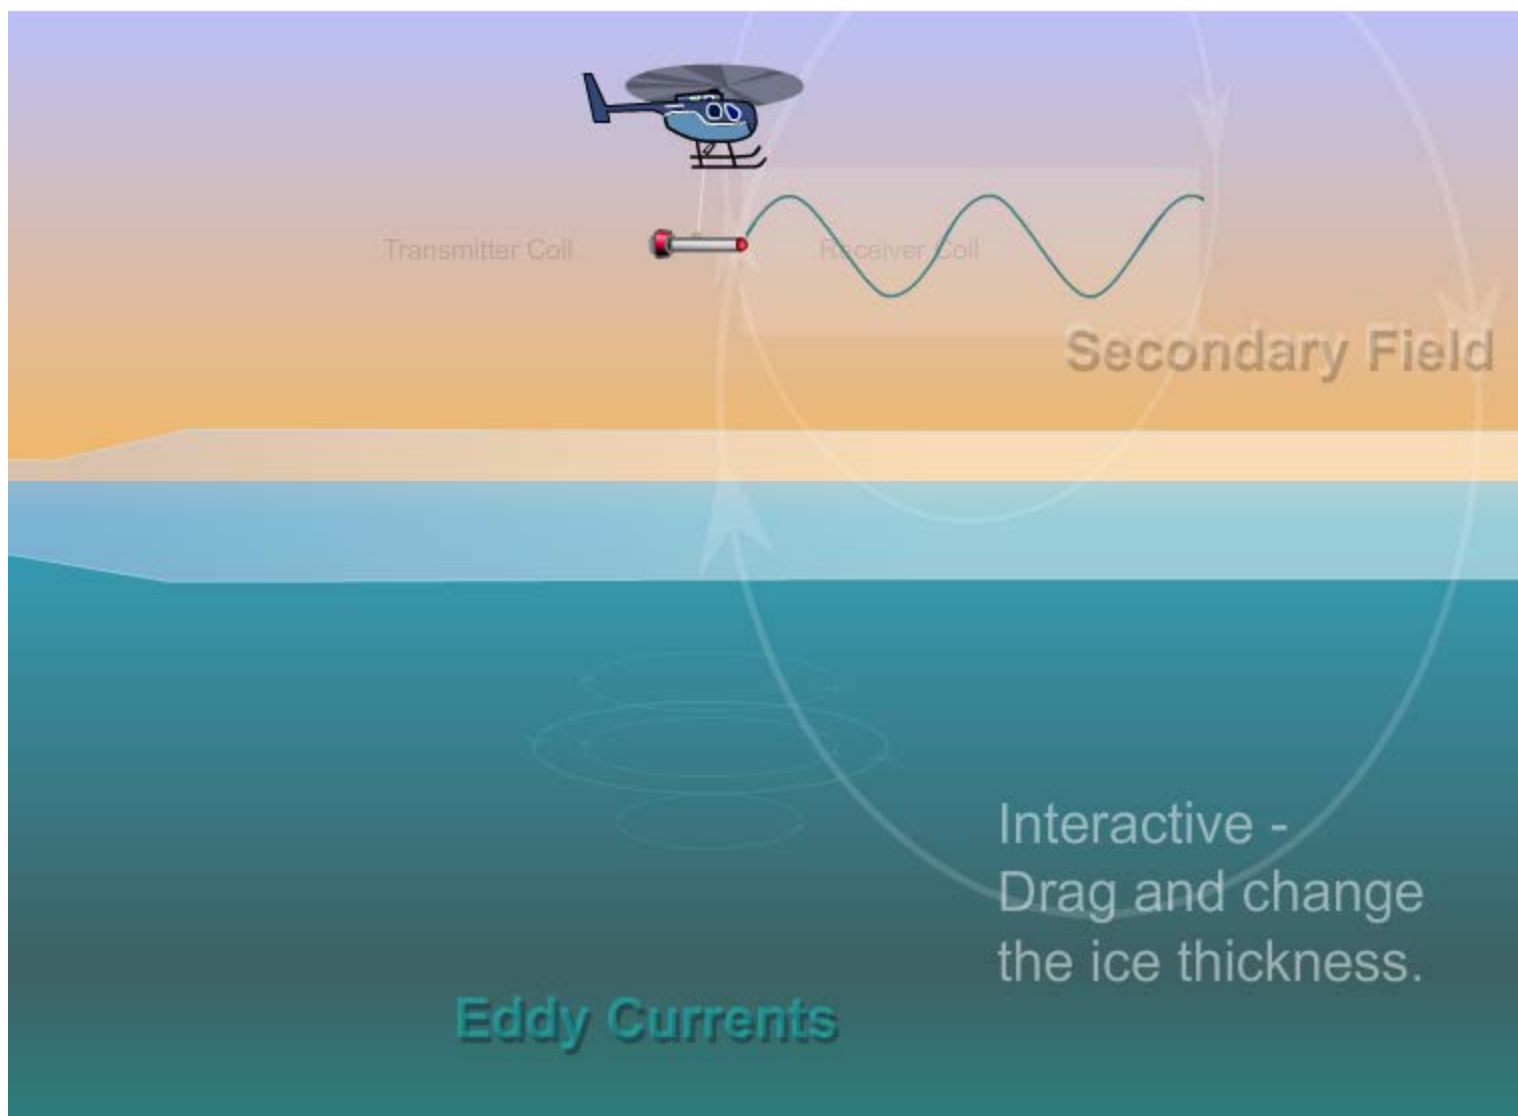 Transmitter Coil
Receiver Coil
Secondary Field
Interactive -
Drag and change
the ice thickness.
Eddy Currents